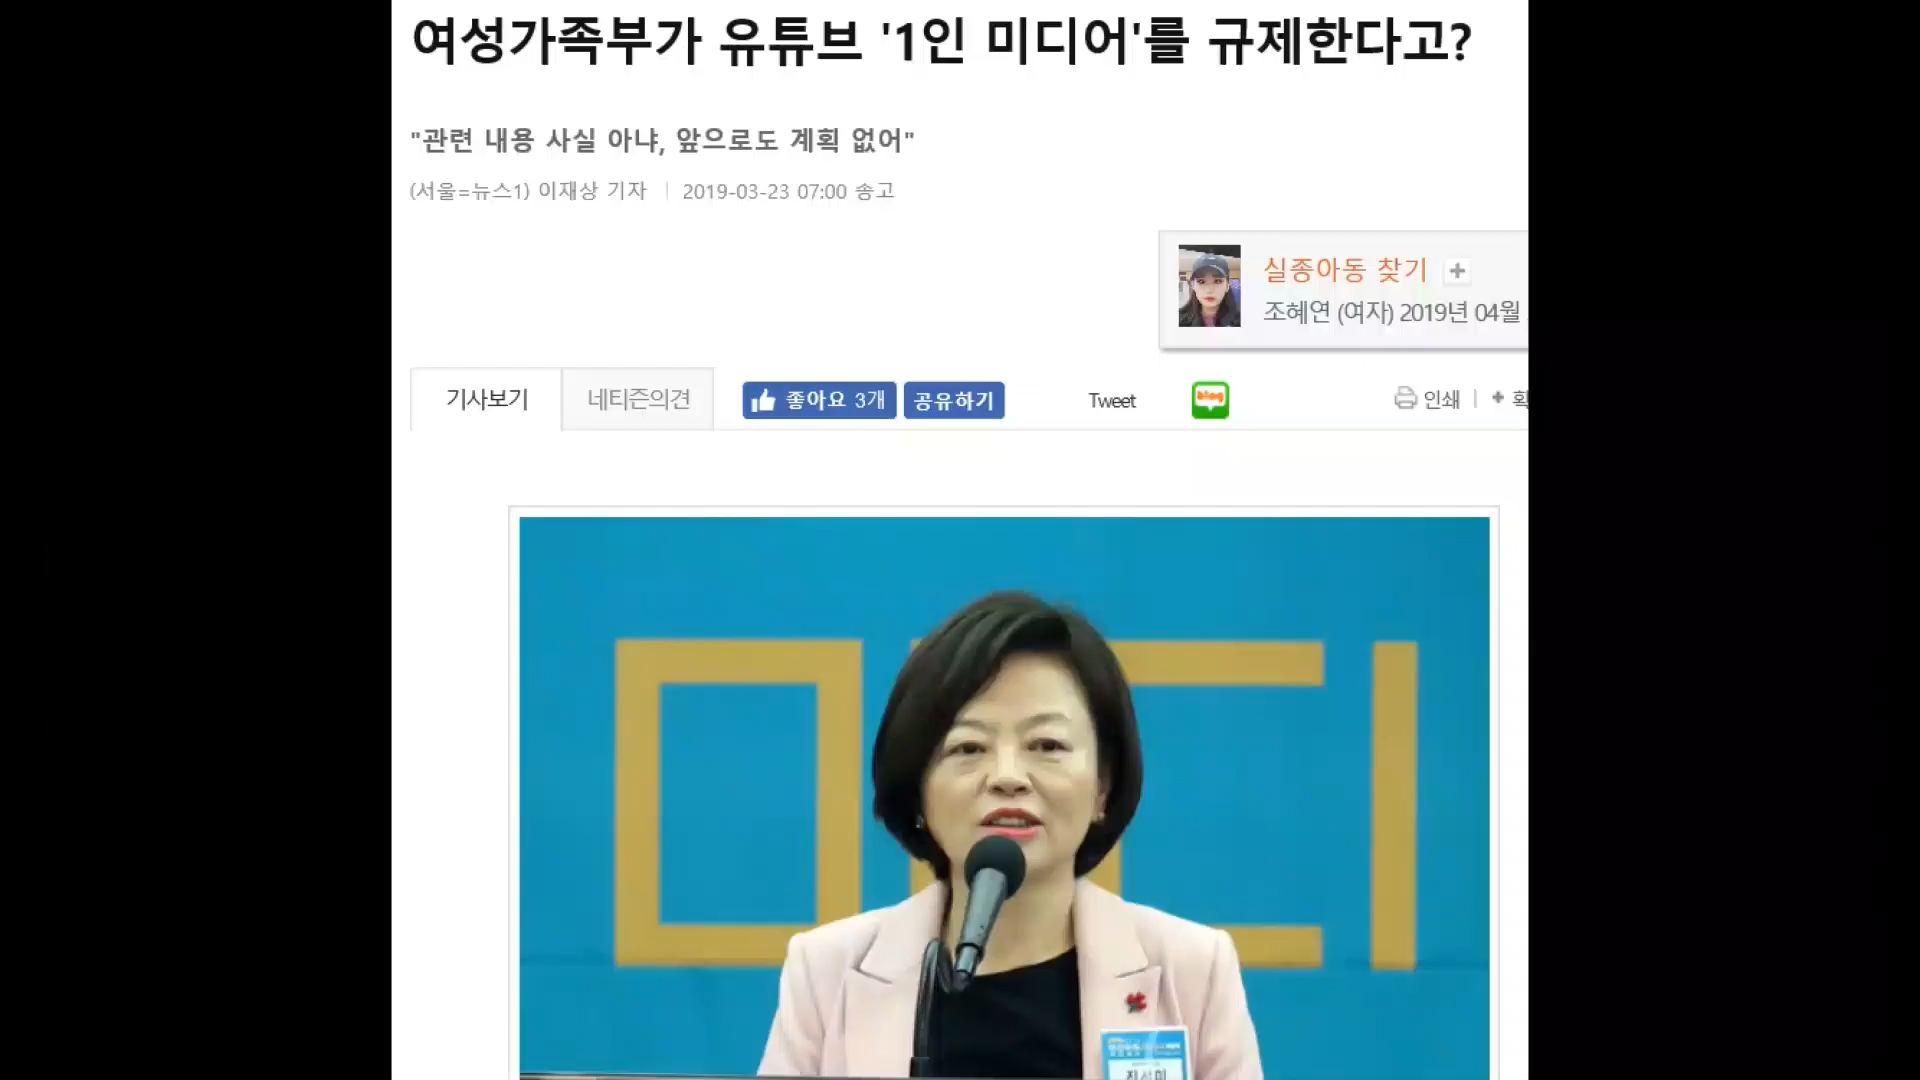 여성가족부가 유튜브 '1인 미디어'를 규제한다고?
"관련 내용 사실 아냐, 앞으로도 계획 없어"
(서울=뉴스1) 이재상 기자 | 2019-03-23 07:00 송고
실종아동 찾기 +
조혜연 (여자) 2019년 04월
기사보기 네티즌의견 좋아요 3개 공유하기 Tweet blog 인쇄 | +
미디